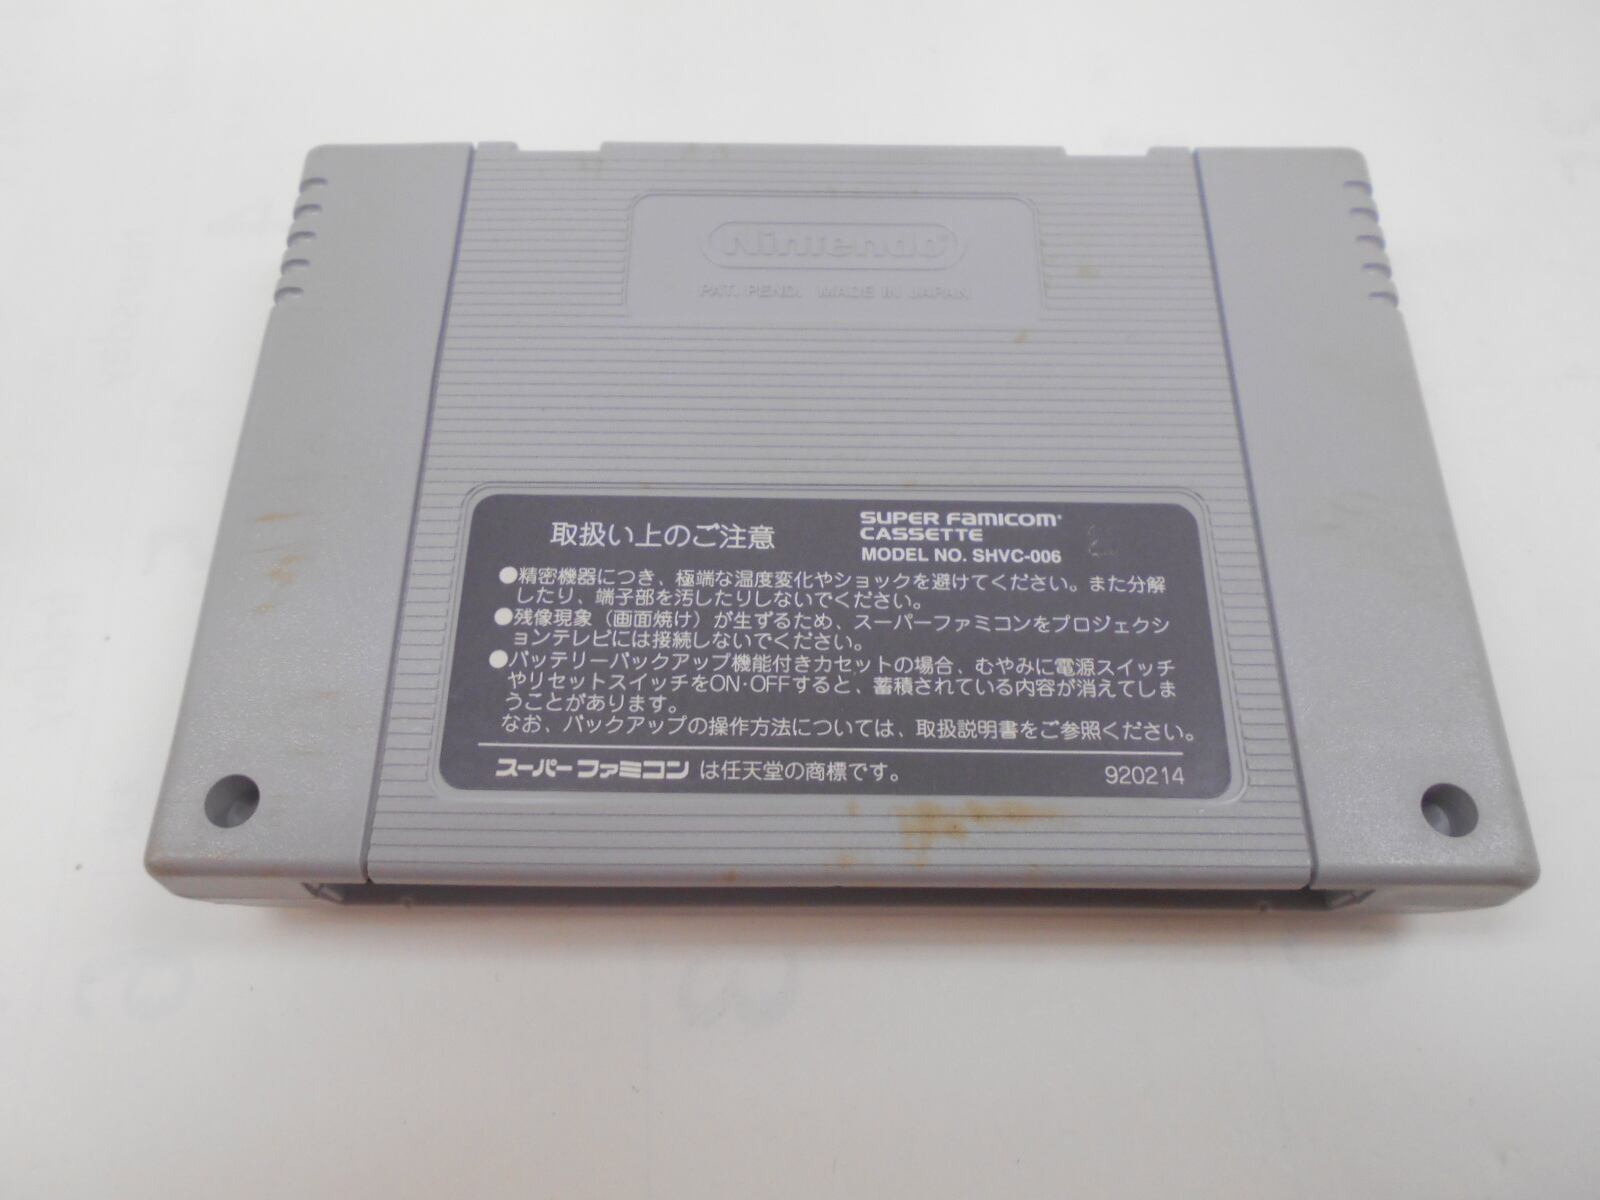 Nintendo
PAT. PEND. MADE IN JAPAN
取扱い上のご注意
SUPER FAMICOM
CASSETTE
MODEL NO. SHVC-006
●精密機器につき、極端な温度変化やショックを避けてください。また分解
したり、端子部を汚したりしないでください。
●残像現象（画面焼け）が生ずるため、スーパーファミコンをプロジェクシ
ョンテレビには接続しないでください。
●バッテリーバックアップ機能付きカセットの場合、むやみに電源スイッチ
やリセットスイッチをON·OFFすると、蓄積されている内容が消えてしま
うことがあります。
なお、バックアップの操作方法については、取扱説明書をご参照ください。
スーパーファミコン は任天堂の商標です。
920214